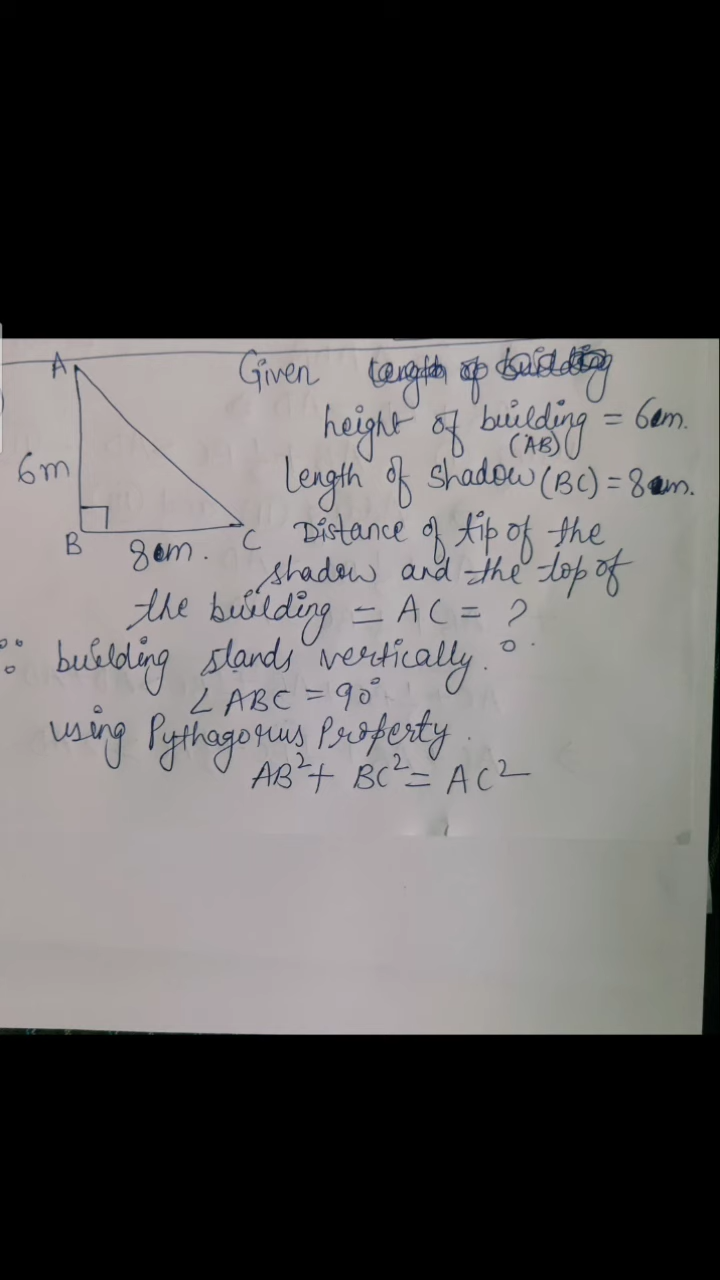 A
Given
height of building = 6m.
(AB)
6m
Length of shadow (BC) = 8m.
B
8m.
C
Distance of tip of the
shadow and the top of
the building = AC = ?
∵ building stands vertically.
∠ABC = 90°
using Pythagorus Property.
AB² + BC² = AC²